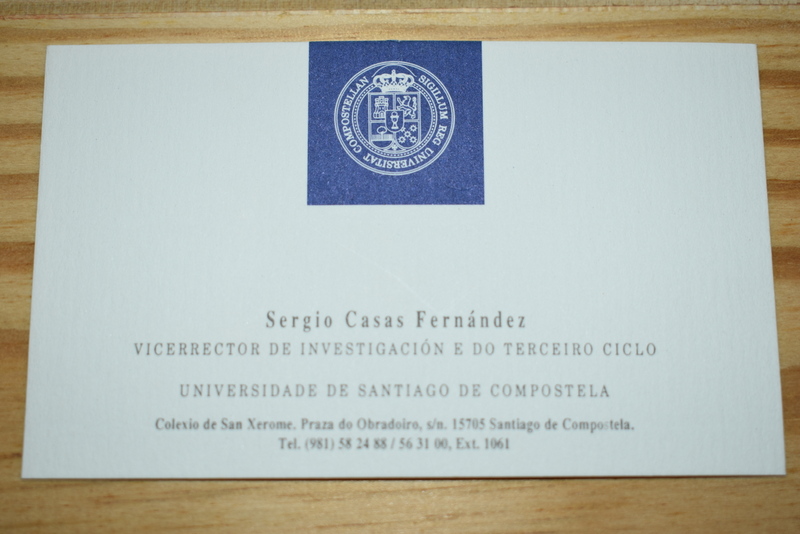 SIGILLUM REG UNIVERSITAT COMPOSTELLAN
Sergio Casas Fernández
VICERRECTOR DE INVESTIGACIÓN E DO TERCEIRO CICLO
UNIVERSIDADE DE SANTIAGO DE COMPOSTELA
Colexio de San Xerome. Praza do Obradoiro, s/n. 15705 Santiago de Compostela.
Tel. (981) 58 24 88 / 56 31 00, Ext. 1061